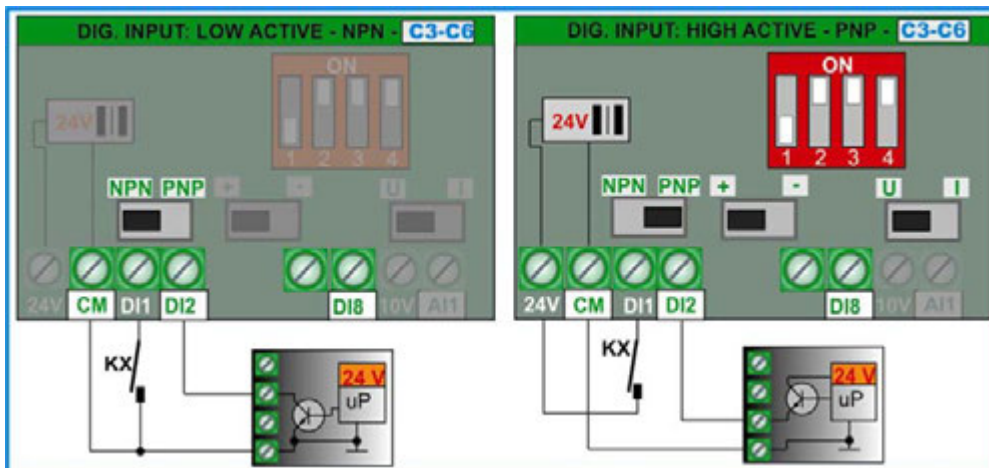 DIG. INPUT: LOW ACTIVE - NPN - C3-C6
ON
24V
1 2 3 4
NPN PNP + - U I
24V CM DI1 DI2 DI8 10V AI1
KX
24 V
uP
DIG. INPUT: HIGH ACTIVE - PNP - C3-C6
ON
24V
1 2 3 4
NPN PNP + - U I
24V CM DI1 DI2 DI8 10V AI1
KX
24 V
uP